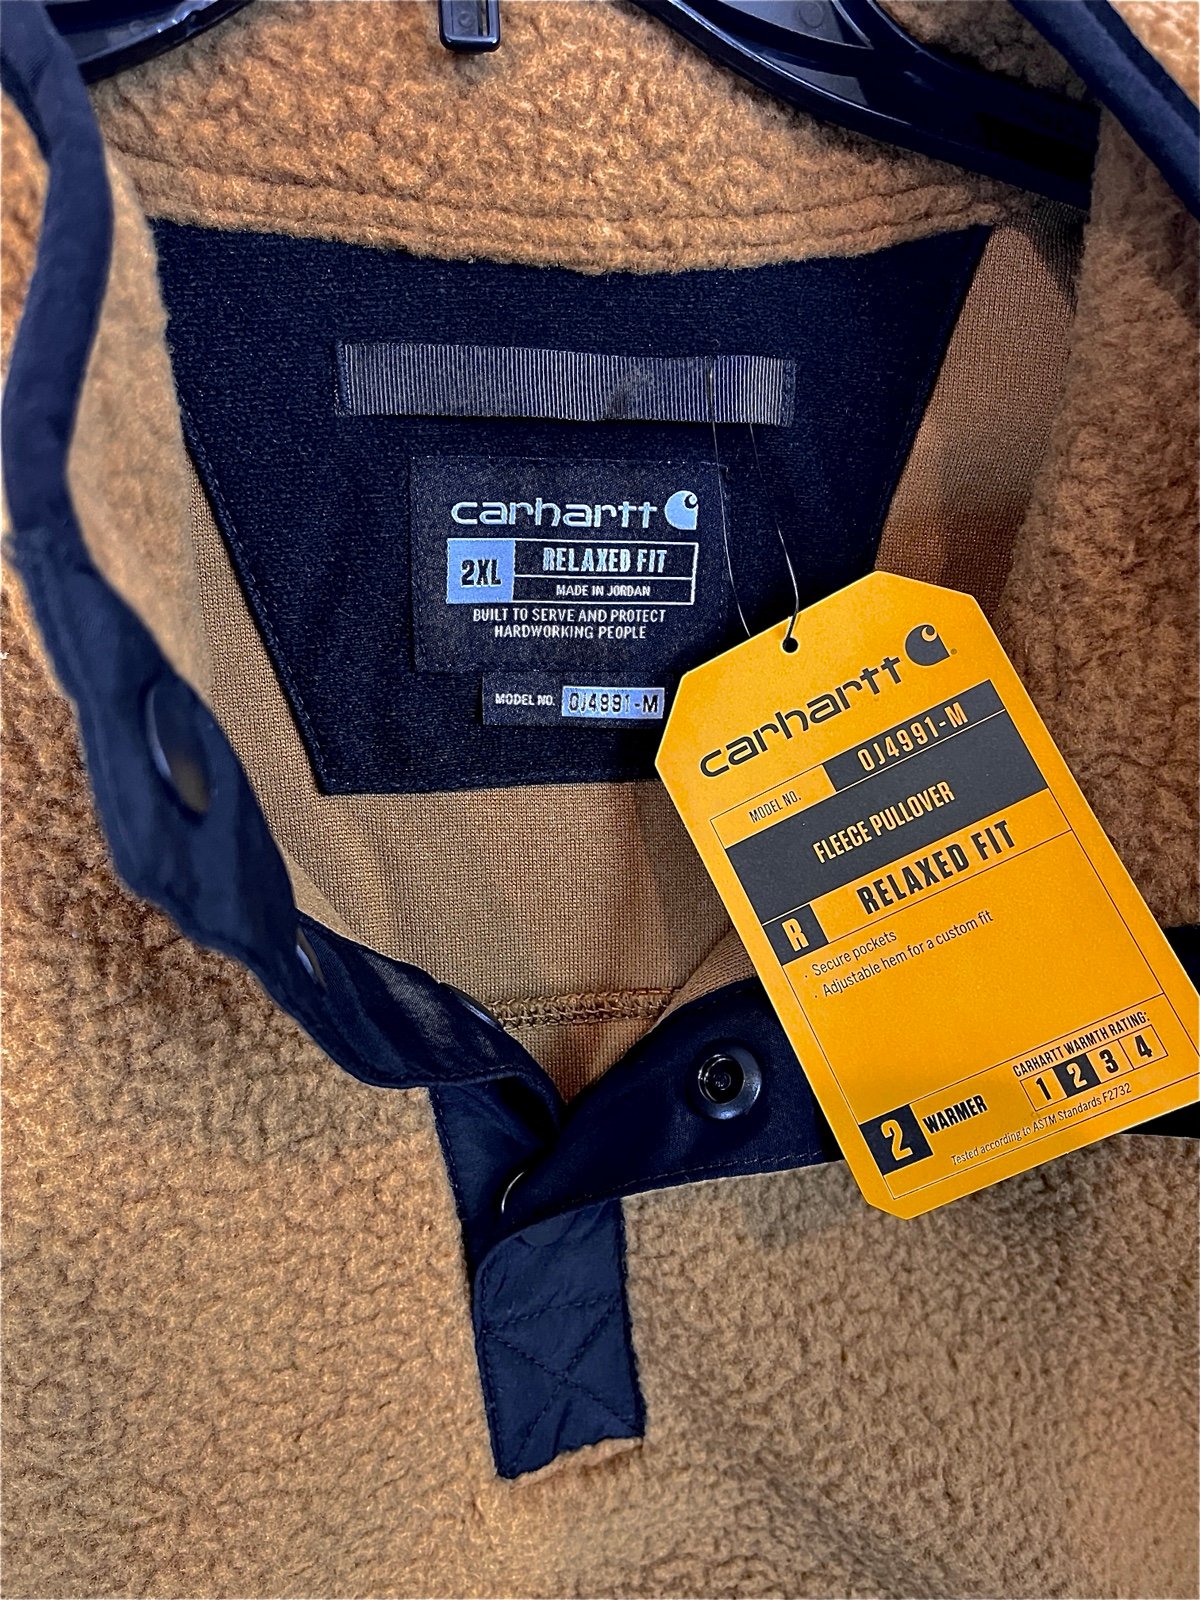 carhartt
2XL
RELAXED FIT
MADE IN JORDAN
BUILT TO SERVE AND PROTECT
HARDWORKING PEOPLE
MODEL NO. 0J4991-M
carhartt
MODEL NO. 0J4991-M
FLEECE PULLOVER
R RELAXED FIT
· Secure pockets
· Adjustable hem for a custom fit
CARHARTT WARMTH RATING:
1 2 3 4
2 WARMER
Tested according to ASTM Standards F2732